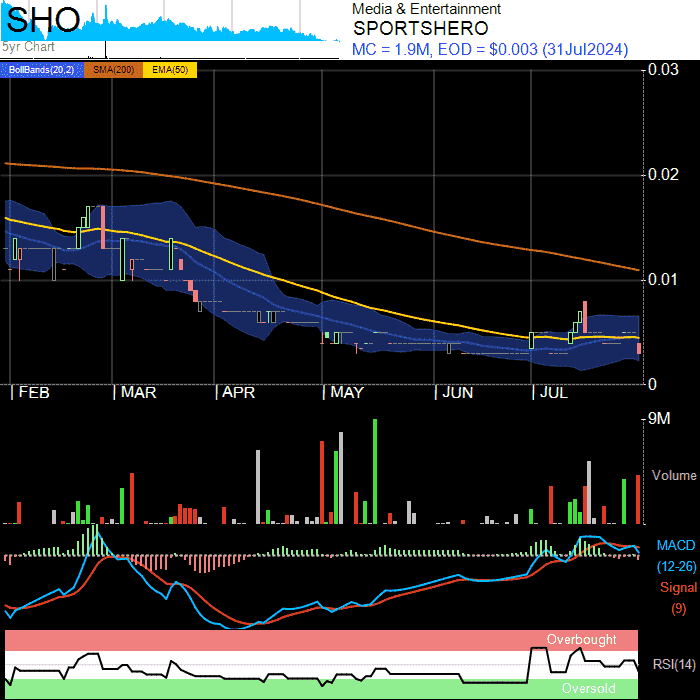 SHO
5yr Chart
Media & Entertainment
SPORTSHERO
MC = 1.9M, EOD = $0.003 (31Jul2024)
BollBands(20,2) SMA(200) EMA(50)
0.03
0.02
0.01
0
FEB MAR APR MAY JUN JUL
9M
Volume
MACD
(12-26)
Signal
(9)
Overbought
RSI(14)
Oversold